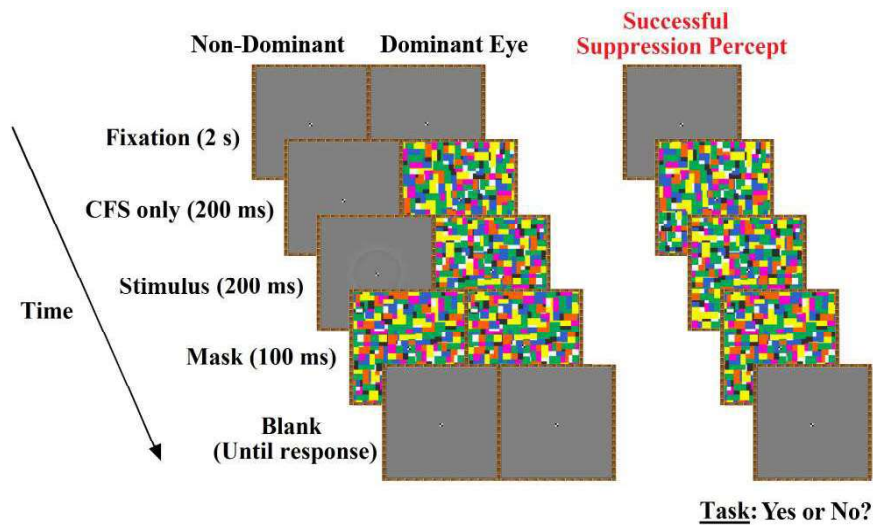 Successful
Suppression Percept
Non-Dominant Dominant Eye
Fixation (2 s)
CFS only (200 ms)
Stimulus (200 ms)
Time
Mask (100 ms)
Blank
(Until response)
Task: Yes or No?